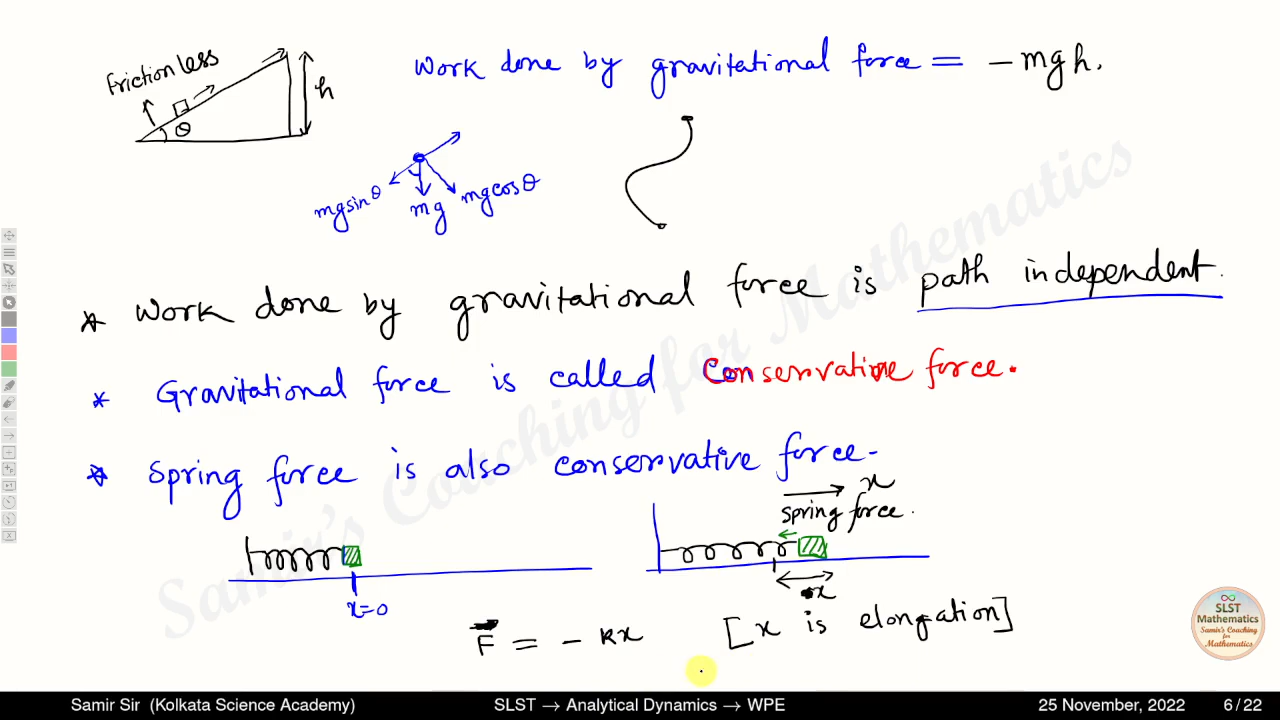 frictionless
h
θ
Work done by gravitational force = - mgh.
mg sinθ
mg
mg cosθ
* Work done by gravitational force is path independent.
* Gravitational force is called Conservative force.
* Spring force is also conservative force.
x
Spring force.
x=0
x
F = - kx [x is elongation]
Samir's Coaching for Mathematics
SLST
Mathematics
Samir's Coaching
for
Mathematics
Samir Sir (Kolkata Science Academy) SLST → Analytical Dynamics → WPE 25 November, 2022 6 / 22